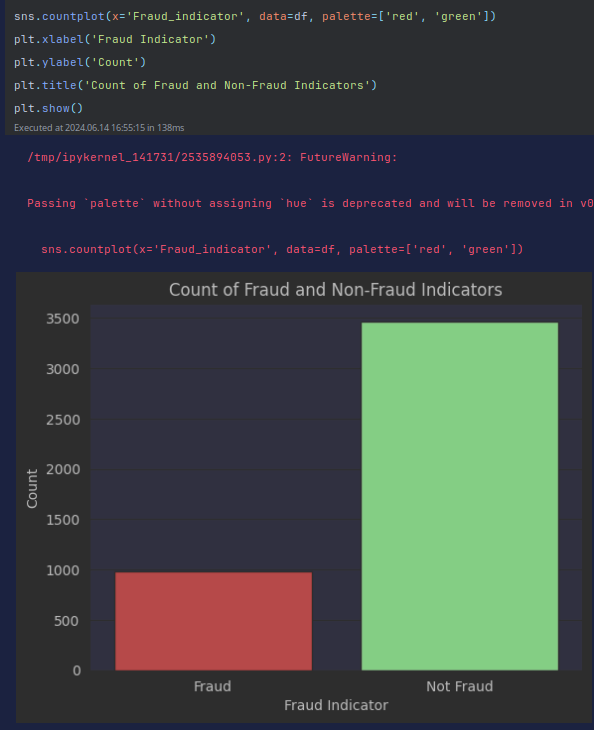 sns.countplot(x='Fraud_indicator', data=df, palette=['red', 'green'])
plt.xlabel('Fraud Indicator')
plt.ylabel('Count')
plt.title('Count of Fraud and Non-Fraud Indicators')
plt.show()
Executed at 2024.06.14 16:55:15 in 138ms
/tmp/ipykernel_141731/2535894053.py:2: FutureWarning:
Passing `palette` without assigning `hue` is deprecated and will be removed in v0
sns.countplot(x='Fraud_indicator', data=df, palette=['red', 'green'])
Count of Fraud and Non-Fraud Indicators
3500
3000
2500
2000
1500
1000
500
0
Count
Fraud
Not Fraud
Fraud Indicator